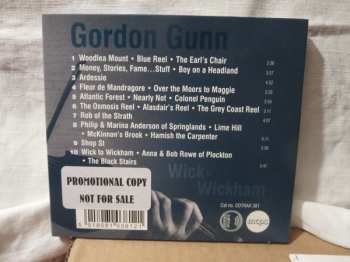 Gordon Gunn
1 Woodlea Mount • Blue Reel • The Earl's Chair
2 Money, Stories, Fame...Stuff • Boy on a Headland
3 Ardessie
4 Fleur de Mandragore • Over the Moors to Maggie
5 Atlantic Forest • Nearly Not • Colonel Penguin
6 The Osmosis Reel • Alasdair's Reel • The Grey Coast Reel
7 Rob of the Strath
8 Philip & Marina Anderson of Springlands • Lime Hill
• McKinnon's Brook • Hamish the Carpenter
9 Shop St
10 Wick to Wickham • Anna & Bob Rowe of Plockton
• The Black Stairs
PROMOTIONAL COPY
NOT FOR SALE
Wick
Wickham
Cat no.
mcps